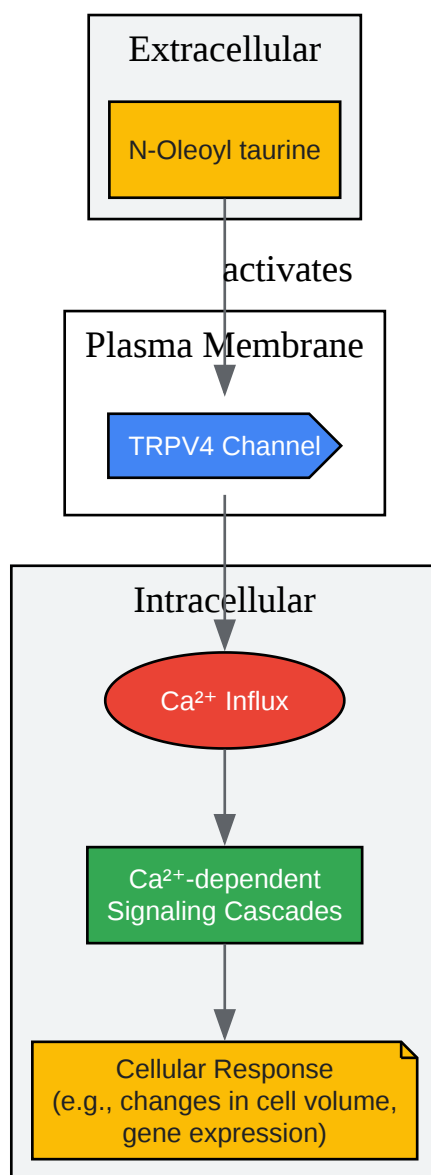 Extracellular
N-Oleoyl taurine
activates
Plasma Membrane
TRPV4 Channel
Intracellular
Ca²⁺ Influx
Ca²⁺-dependent
Signaling Cascades
Cellular Response
(e.g., changes in cell volume,
gene expression)